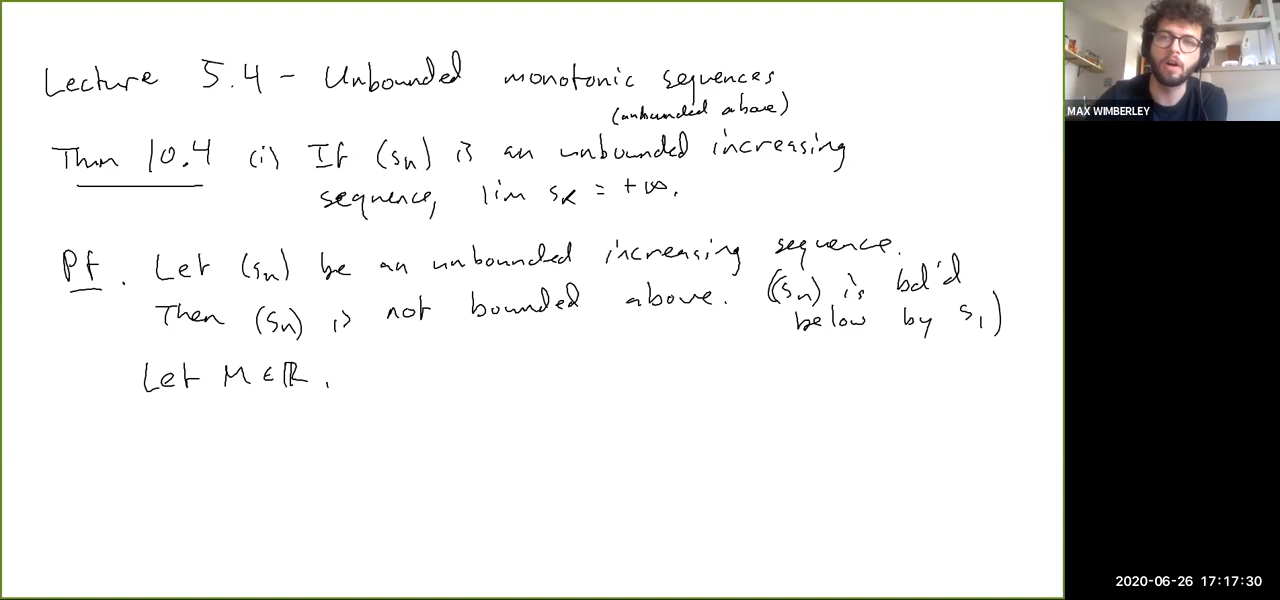 Lecture 5.4 - Unbounded monotonic sequences
(unbounded above)
Thm 10.4 (i) If (sₙ) is an unbounded increasing
sequence, lim sₙ = +∞.
Pf. Let (sₙ) be an unbounded increasing sequence.
Then (sₙ) is not bounded above. ((sₙ) is bd'd
below by s₁)
Let M ∈ ℝ.
MAX WIMBERLEY
2020-06-26 17:17:30